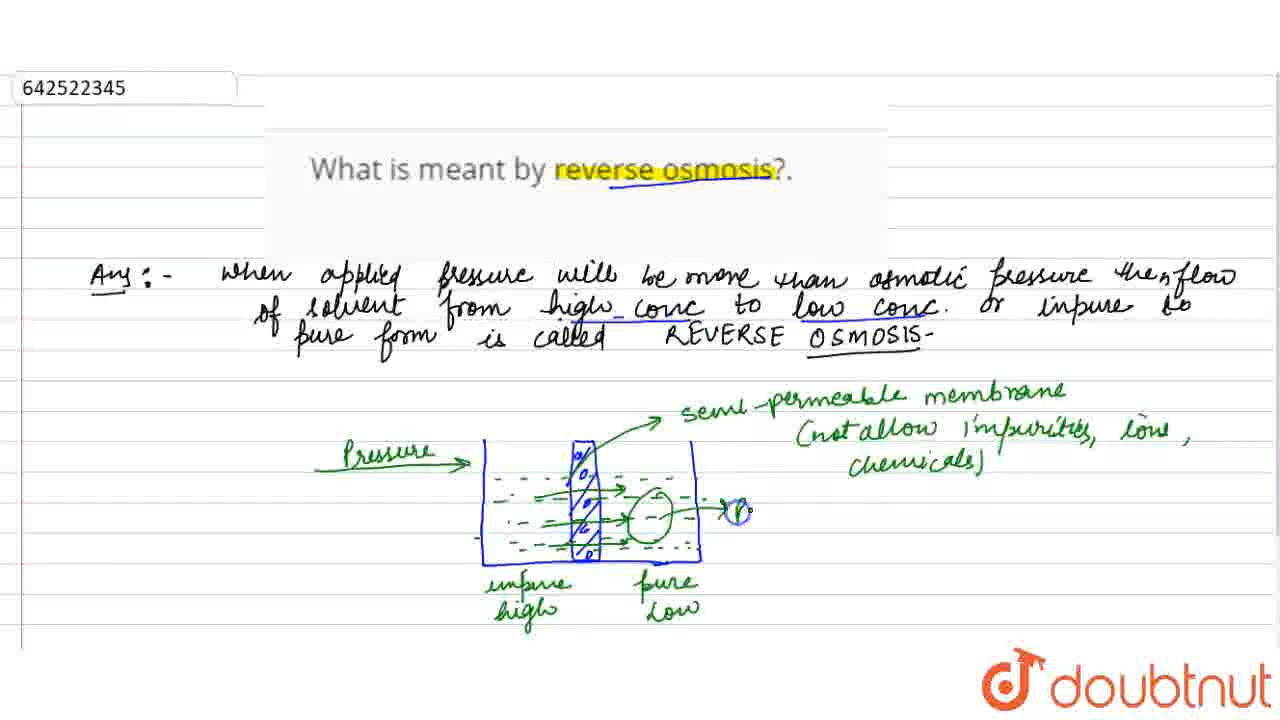 642522345
What is meant by reverse osmosis?.
Ans :- When applied pressure will be more than osmotic pressure then flow
of solvent from high conc to low conc. or inpure to
pure form is called REVERSE OSMOSIS-
semi-permeable membrane
(not allow impurities, ions,
chemicals)
Pressure
P
impure
high
pure
Low
doubtnut